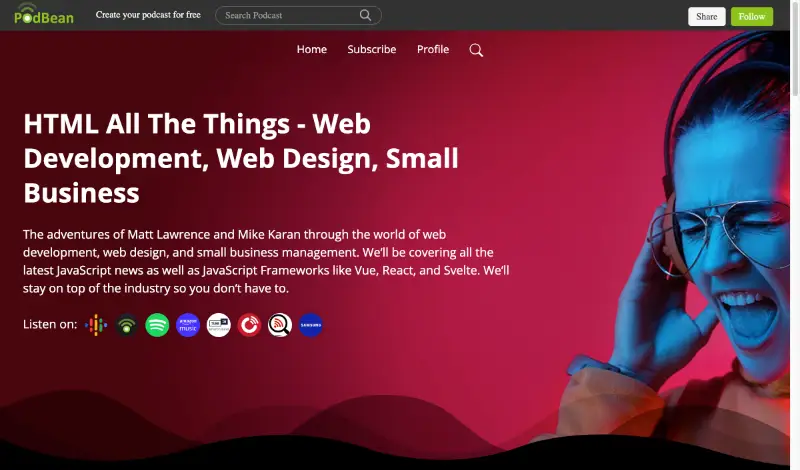 PodBean
Create your podcast for free
Search Podcast
Share
Follow
Home
Subscribe
Profile
HTML All The Things - Web
Development, Web Design, Small
Business
The adventures of Matt Lawrence and Mike Karan through the world of web
development, web design, and small business management. We’ll be covering all the
latest JavaScript news as well as JavaScript Frameworks like Vue, React, and Svelte. We’ll
stay on top of the industry so you don’t have to.
Listen on:
amazon
music
SAMSUNG